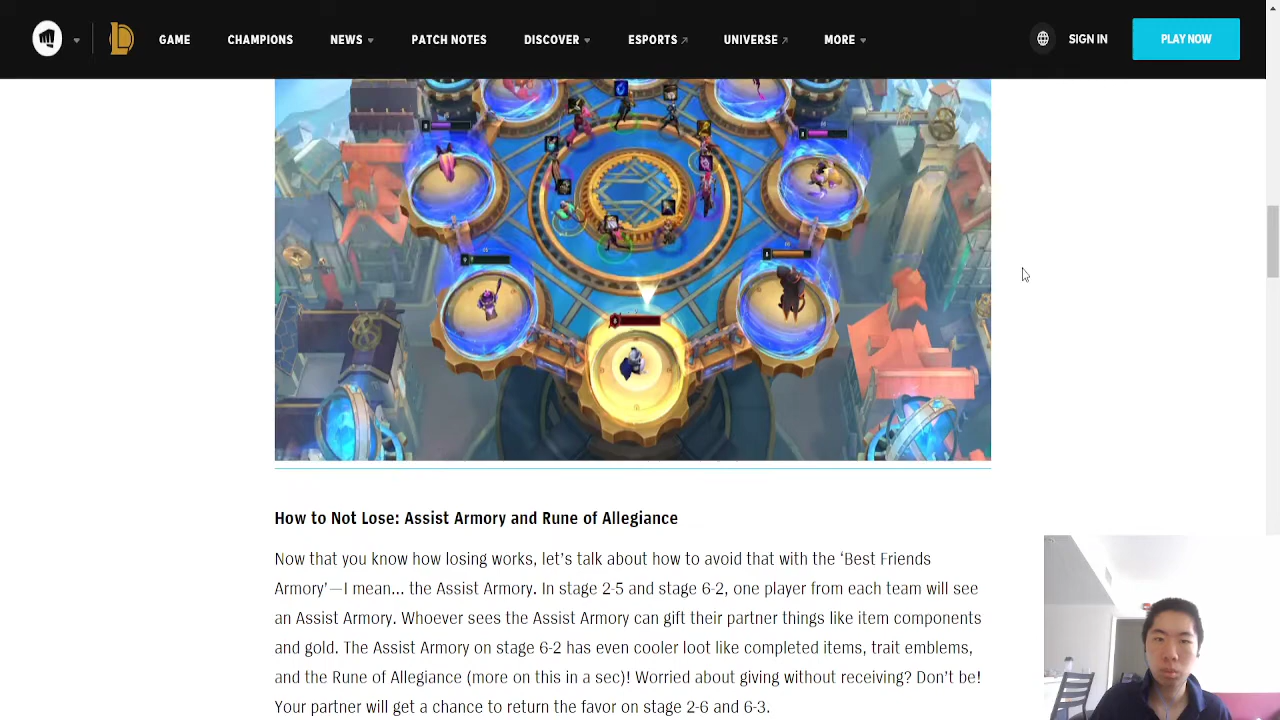 GAME CHAMPIONS NEWS PATCH NOTES DISCOVER ESPORTS UNIVERSE MORE SIGN IN PLAY NOW
How to Not Lose: Assist Armory and Rune of Allegiance
Now that you know how losing works, let's talk about how to avoid that with the ‘Best Friends
Armory’—I mean... the Assist Armory. In stage 2-5 and stage 6-2, one player from each team will see
an Assist Armory. Whoever sees the Assist Armory can gift their partner things like item components
and gold. The Assist Armory on stage 6-2 has even cooler loot like completed items, trait emblems,
and the Rune of Allegiance (more on this in a sec)! Worried about giving without receiving? Don't be!
Your partner will get a chance to return the favor on stage 2-6 and 6-3.